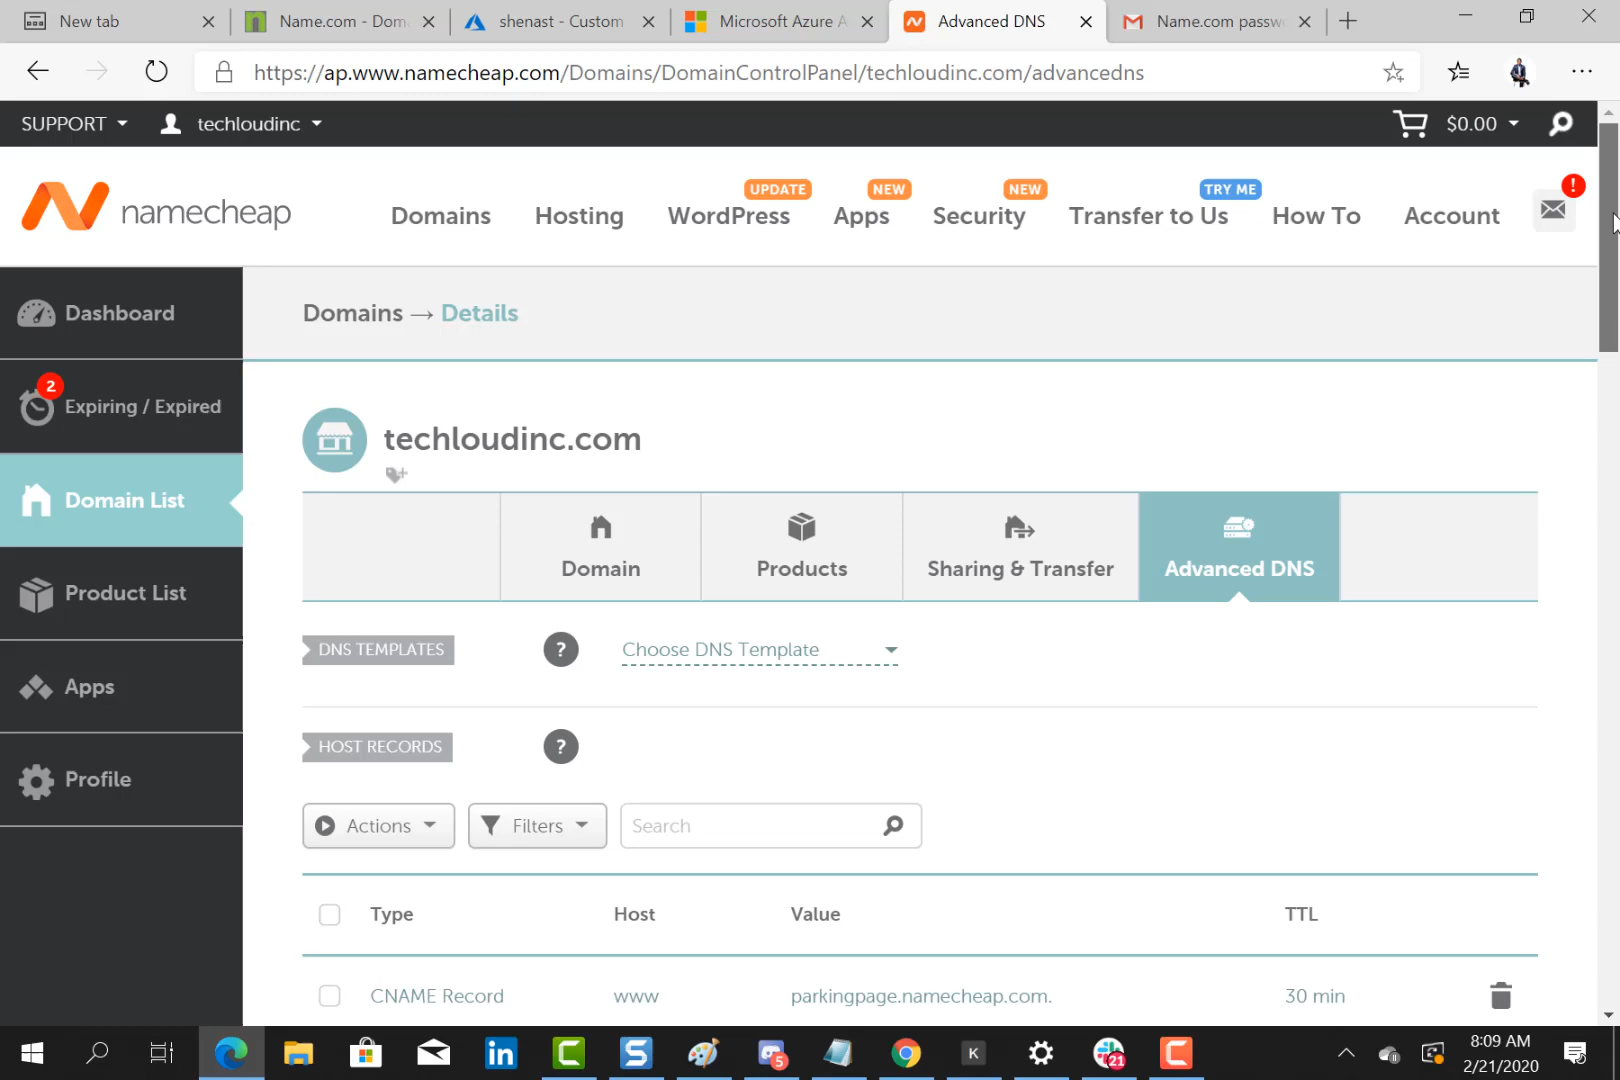 New tab
Name.com - Dom
shenast - Custom
Microsoft Azure A
Advanced DNS
Name.com passw
https://ap.www.namecheap.com/Domains/DomainControlPanel/techloudinc.com/advancedns
SUPPORT
techloudinc
$0.00
namecheap
Domains
Hosting
UPDATE
WordPress
NEW
Apps
NEW
Security
TRY ME
Transfer to Us
How To
Account
!
Dashboard
2
Expiring / Expired
Domain List
Product List
Apps
Profile
Domains → Details
techloudinc.com
Domain
Products
Sharing & Transfer
Advanced DNS
DNS TEMPLATES
?
Choose DNS Template
HOST RECORDS
?
Actions
Filters
Search
Type Host Value TTL
CNAME Record www parkingpage.namecheap.com. 30 min
5
K
21
8:09 AM
2/21/2020